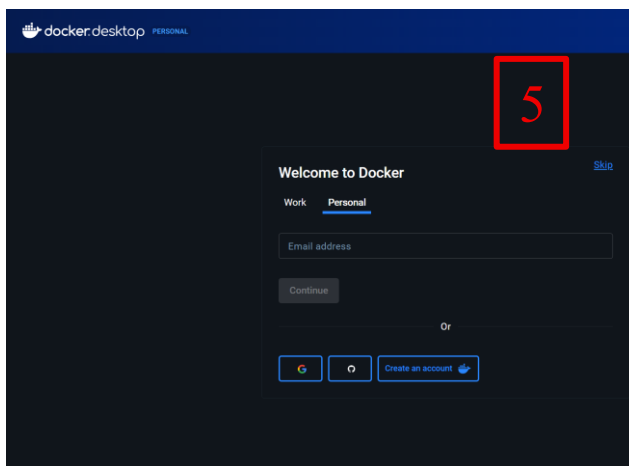 docker.desktop PERSONAL
5
Welcome to Docker
Skip
Work Personal
Email address
Continue
Or
G
Create an account